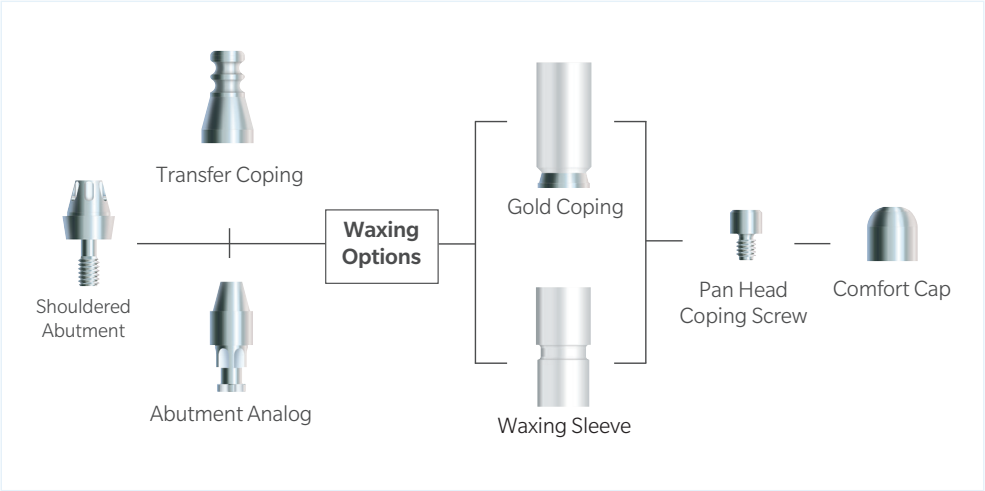 Transfer Coping
Shouldered
Abutment
Abutment Analog
Waxing
Options
Gold Coping
Waxing Sleeve
Pan Head
Coping Screw
Comfort Cap